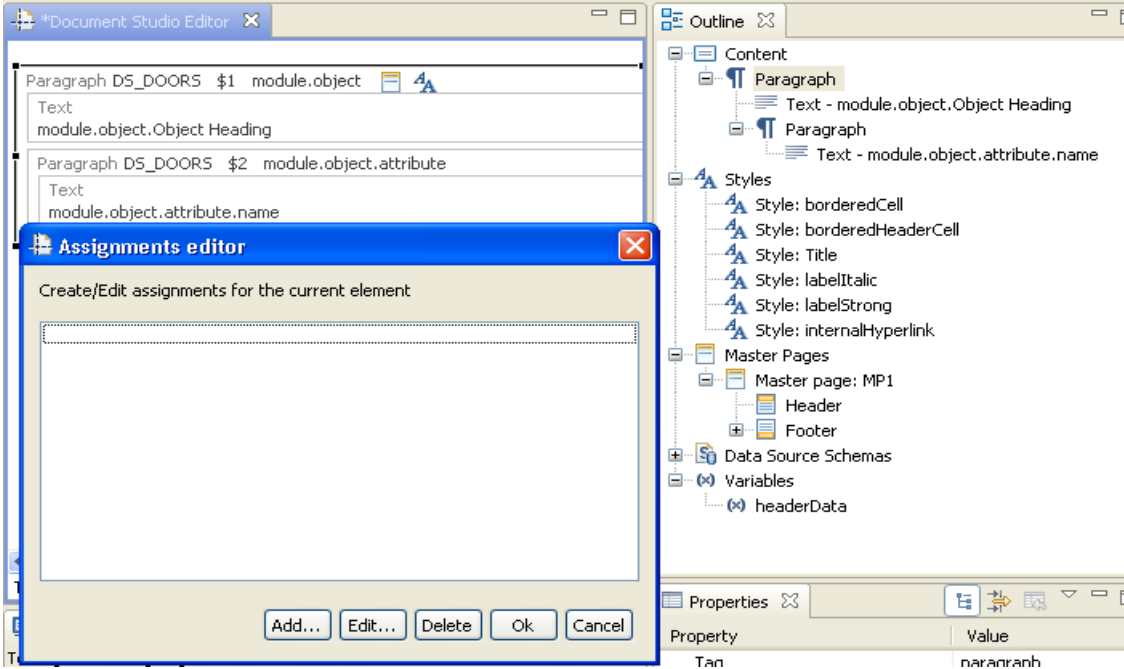 *Document Studio Editor
Paragraph DS_DOORS $1 module.object
Text
module.object.Object Heading
Paragraph DS_DOORS $2 module.object.attribute
Text
module.object.attribute.name
Assignments editor
Create/Edit assignments for the current element
Add...
Edit...
Delete
Ok
Cancel
Outline
Content
Paragraph
Text - module.object.Object Heading
Paragraph
Text - module.object.attribute.name
Styles
Style: borderedCell
Style: borderedHeaderCell
Style: Title
Style: labelItalic
Style: labelStrong
Style: internalHyperlink
Master Pages
Master page: MP1
Header
Footer
Data Source Schemas
Variables
headerData
Properties
Property Value
Tag paragraph